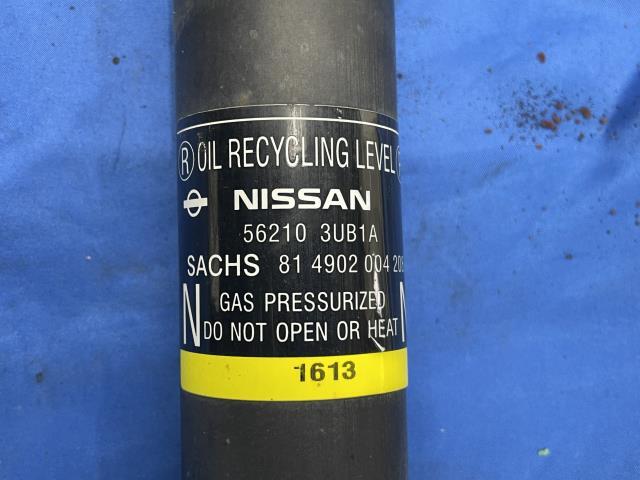 Ⓡ OIL RECYCLING LEVEL
NISSAN
56210 3UB1A
SACHS 81 4902 004
N GAS PRESSURIZED
DO NOT OPEN OR HEAT
1613